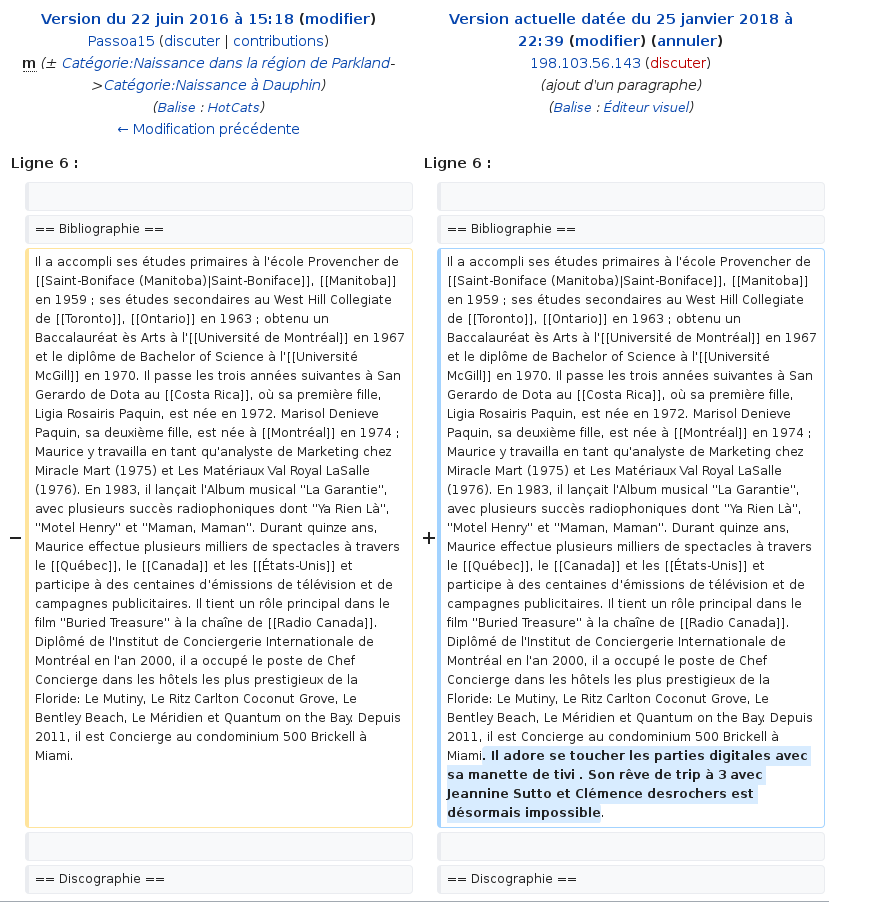 Version du 22 juin 2016 à 15:18 (modifier)
Passoa15 (discuter | contributions)
m (± Catégorie:Naissance dans la région de Parkland-
>Catégorie:Naissance à Dauphin)
(Balise : HotCats)
← Modification précédente
Version actuelle datée du 25 janvier 2018 à
22:39 (modifier) (annuler)
198.103.56.143 (discuter)
(ajout d'un paragraphe)
(Balise : Éditeur visuel)
Ligne 6 :
Ligne 6 :
== Bibliographie ==
== Bibliographie ==
−
Il a accompli ses études primaires à l'école Provencher de
[[Saint-Boniface (Manitoba)|Saint-Boniface]], [[Manitoba]]
en 1959 ; ses études secondaires au West Hill Collegiate
de [[Toronto]], [[Ontario]] en 1963 ; obtenu un
Baccalauréat ès Arts à l'[[Université de Montréal]] en 1967
et le diplôme de Bachelor of Science à l'[[Université
McGill]] en 1970. Il passe les trois années suivantes à San
Gerardo de Dota au [[Costa Rica]], où sa première fille,
Ligia Rosairis Paquin, est née en 1972. Marisol Denieve
Paquin, sa deuxième fille, est née à [[Montréal]] en 1974 ;
Maurice y travailla en tant qu'analyste de Marketing chez
Miracle Mart (1975) et Les Matériaux Val Royal LaSalle
(1976). En 1983, il lançait l'Album musical ''La Garantie'',
avec plusieurs succès radiophoniques dont ''Ya Rien Là'',
''Motel Henry'' et ''Maman, Maman''. Durant quinze ans,
Maurice effectue plusieurs milliers de spectacles à travers
le [[Québec]], le [[Canada]] et les [[États-Unis]] et
participe à des centaines d'émissions de télévision et de
campagnes publicitaires. Il tient un rôle principal dans le
film ''Buried Treasure'' à la chaîne de [[Radio Canada]].
Diplômé de l'Institut de Conciergerie Internationale de
Montréal en l'an 2000, il a occupé le poste de Chef
Concierge dans les hôtels les plus prestigieux de la
Floride: Le Mutiny, Le Ritz Carlton Coconut Grove, Le
Bentley Beach, Le Méridien et Quantum on the Bay. Depuis
2011, il est Concierge au condominium 500 Brickell à
Miami.
+
Il a accompli ses études primaires à l'école Provencher de
[[Saint-Boniface (Manitoba)|Saint-Boniface]], [[Manitoba]]
en 1959 ; ses études secondaires au West Hill Collegiate
de [[Toronto]], [[Ontario]] en 1963 ; obtenu un
Baccalauréat ès Arts à l'[[Université de Montréal]] en 1967
et le diplôme de Bachelor of Science à l'[[Université
McGill]] en 1970. Il passe les trois années suivantes à San
Gerardo de Dota au [[Costa Rica]], où sa première fille,
Ligia Rosairis Paquin, est née en 1972. Marisol Denieve
Paquin, sa deuxième fille, est née à [[Montréal]] en 1974 ;
Maurice y travailla en tant qu'analyste de Marketing chez
Miracle Mart (1975) et Les Matériaux Val Royal LaSalle
(1976). En 1983, il lançait l'Album musical ''La Garantie'',
avec plusieurs succès radiophoniques dont ''Ya Rien Là'',
''Motel Henry'' et ''Maman, Maman''. Durant quinze ans,
Maurice effectue plusieurs milliers de spectacles à travers
le [[Québec]], le [[Canada]] et les [[États-Unis]] et
participe à des centaines d'émissions de télévision et de
campagnes publicitaires. Il tient un rôle principal dans le
film ''Buried Treasure'' à la chaîne de [[Radio Canada]].
Diplômé de l'Institut de Conciergerie Internationale de
Montréal en l'an 2000, il a occupé le poste de Chef
Concierge dans les hôtels les plus prestigieux de la
Floride: Le Mutiny, Le Ritz Carlton Coconut Grove, Le
Bentley Beach, Le Méridien et Quantum on the Bay. Depuis
2011, il est Concierge au condominium 500 Brickell à
Miami. Il adore se toucher les parties digitales avec
sa manette de tivi . Son rêve de trip à 3 avec
Jeannine Sutto et Clémence desrochers est
désormais impossible.
== Discographie ==
== Discographie ==